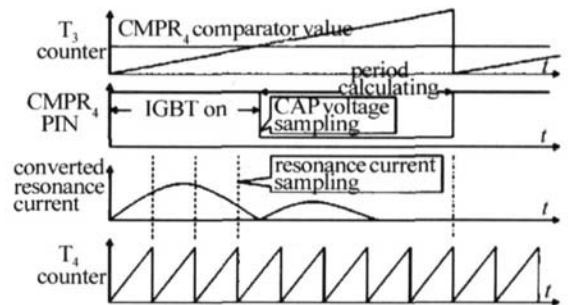 T3
counter
CMPR4 comparator value
t
period
calculating
CMPR4
PIN
IGBT on
CAP voltage
sampling
t
converted
resonance
current
resonance current
sampling
t
T4
counter
t